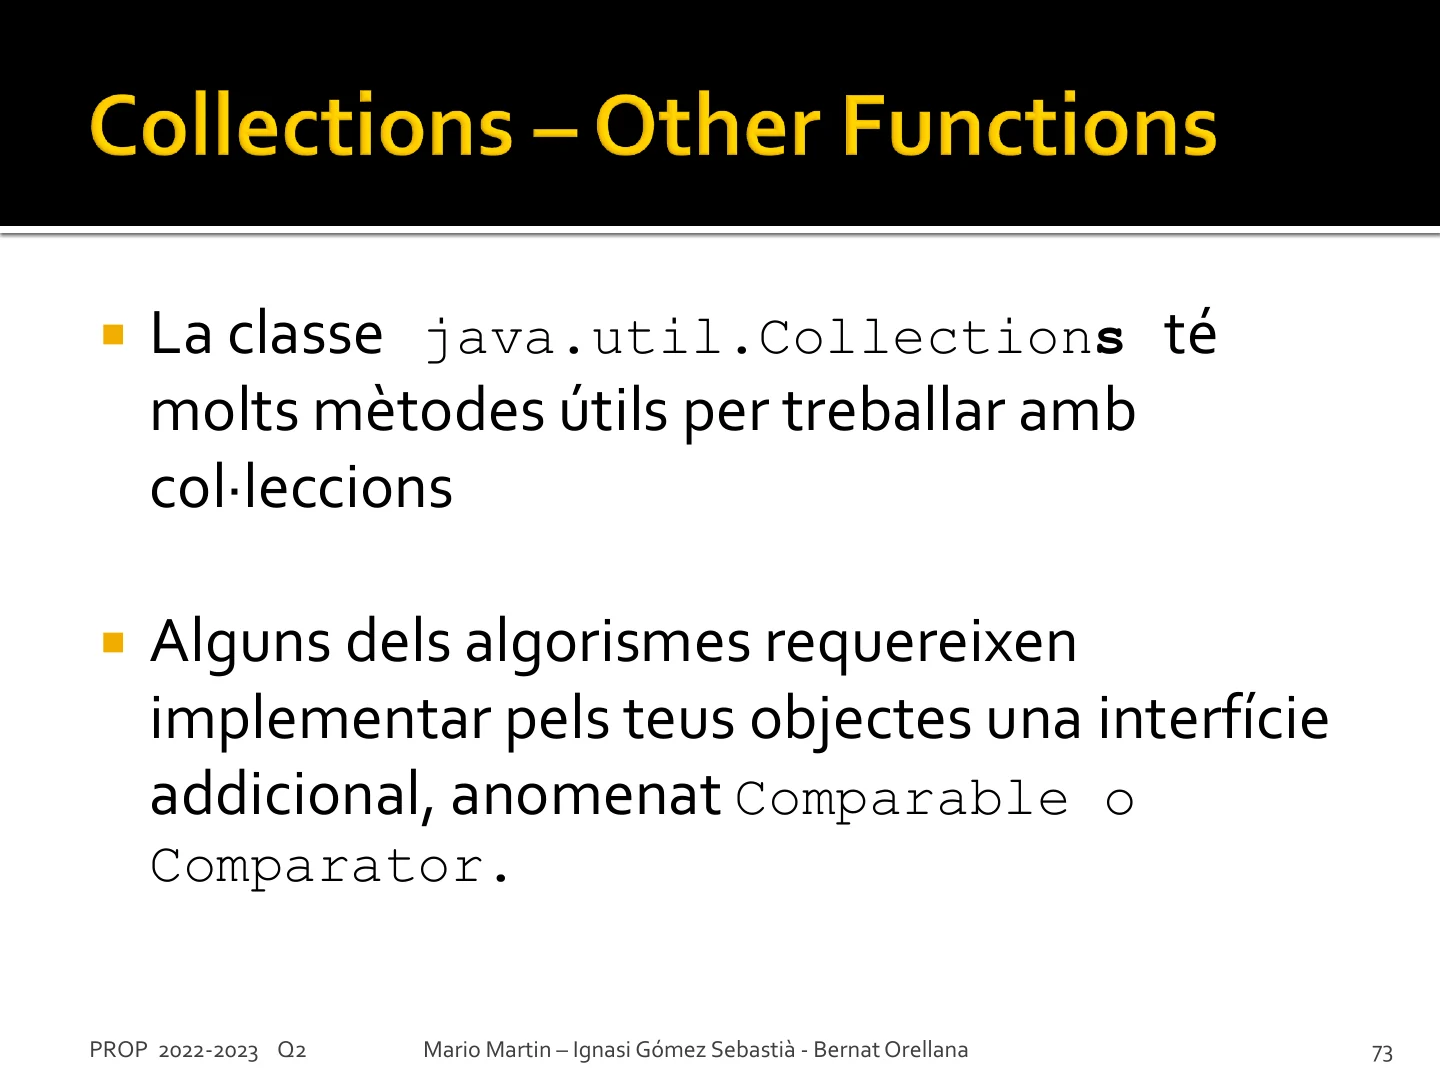 Collections – Other Functions
La classe java.util.Collections té
molts mètodes útils per treballar amb
col·leccions
Alguns dels algorismes requereixen
implementar pels teus objectes una interfície
addicional, anomenat Comparable o
Comparator.
PROP 2022-2023 Q2 Mario Martin – Ignasi Gómez Sebastià - Bernat Orellana 73